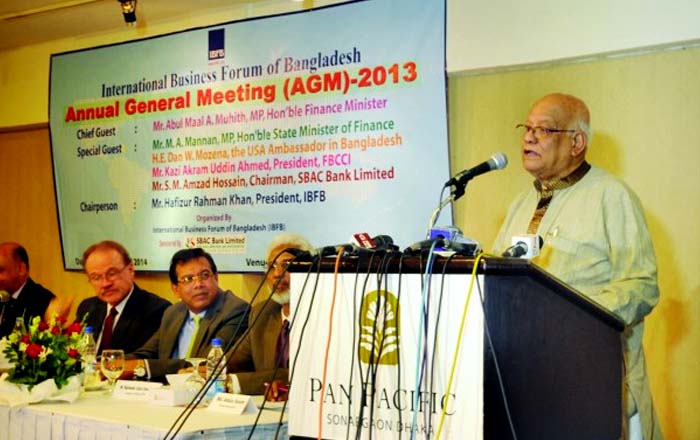 IBFB
International Business Forum of Bangladesh
Annual General Meeting (AGM)-2013
Chief Guest : Mr. Abul Maal A. Muhith, MP, Hon'ble Finance Minister
Special Guest : Mr. M. A. Mannan, MP, Hon'ble State Minister of Finance
H.E. Dan W. Mozena, the USA Ambassador in Bangladesh
Mr. Kazi Akram Uddin Ahmed, President, FBCCI
Mr. S. M. Amzad Hossain, Chairman, SBAC Bank Limited
Chairperson : Mr. Hafizur Rahman Khan, President, IBFB
Organized By
International Business Forum of Bangladesh (IBFB)
Sponsored by SBAC Bank Limited
2014
Venue:
PAN PACIFIC
SONARGAON DHAKA